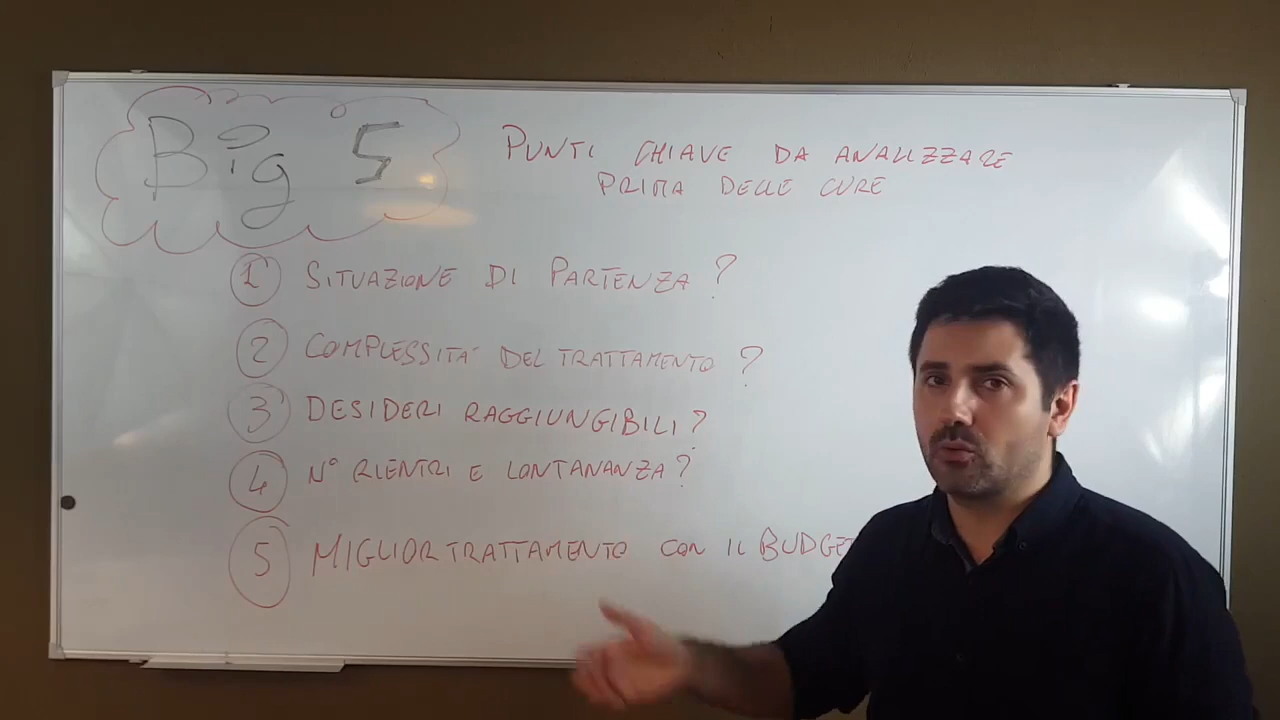 Big 5
PUNTI CHIAVE DA ANALIZZARE
PRIMA DELLE CURE
1 SITUAZIONE DI PARTENZA?
2 COMPLESSITÀ DEL TRATTAMENTO?
3 DESIDERI RAGGIUNGIBILI?
4 N° RIENTRI E LONTANANZA?
5 MIGLIOR TRATTAMENTO CON IL BUDGET